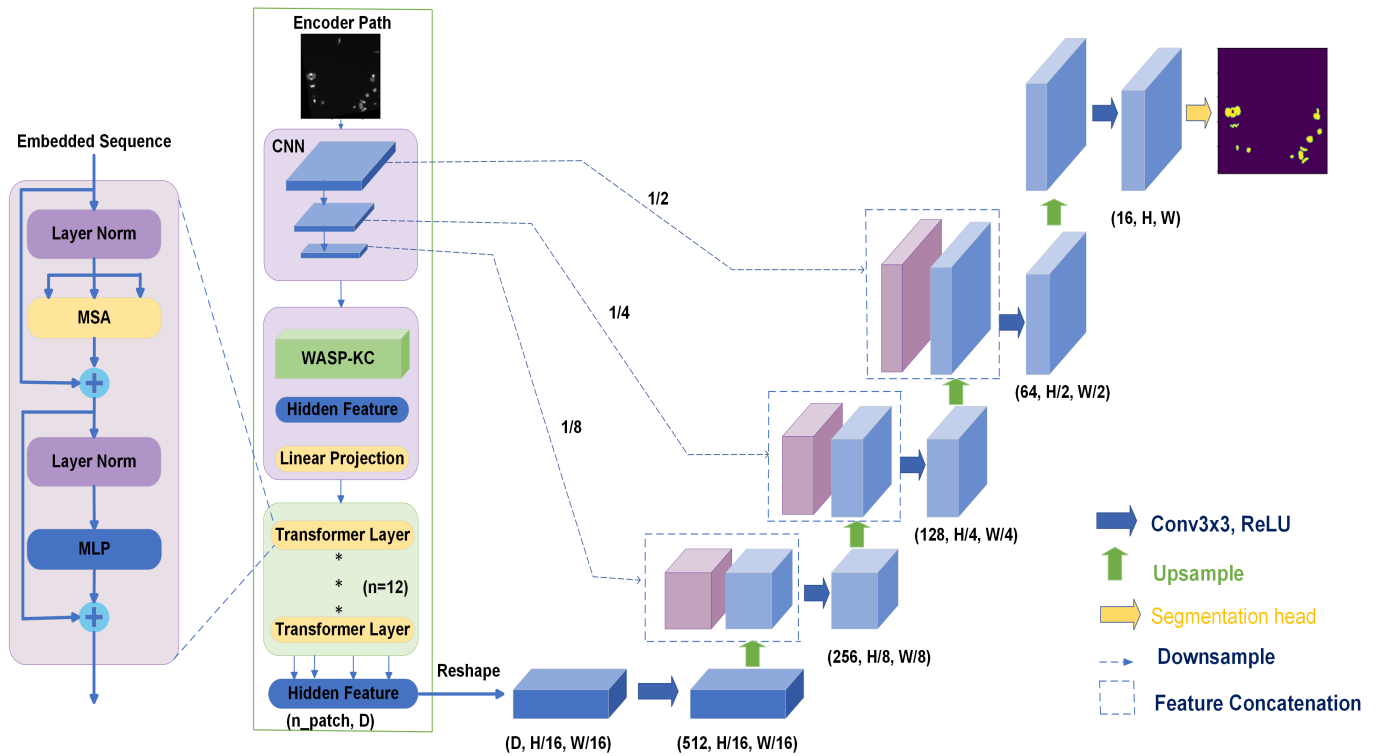 Embedded Sequence
Layer Norm
MSA
+
Layer Norm
MLP
+
Encoder Path
CNN
WASP-KC
Hidden Feature
Linear Projection
Transformer Layer
*
* (n=12)
*
Transformer Layer
Hidden Feature
(n_patch, D)
Reshape
(D, H/16, W/16)
(512, H/16, W/16)
1/2
1/4
1/8
(256, H/8, W/8)
(128, H/4, W/4)
(64, H/2, W/2)
(16, H, W)
Conv3x3, ReLU
Upsample
Segmentation head
Downsample
Feature Concatenation